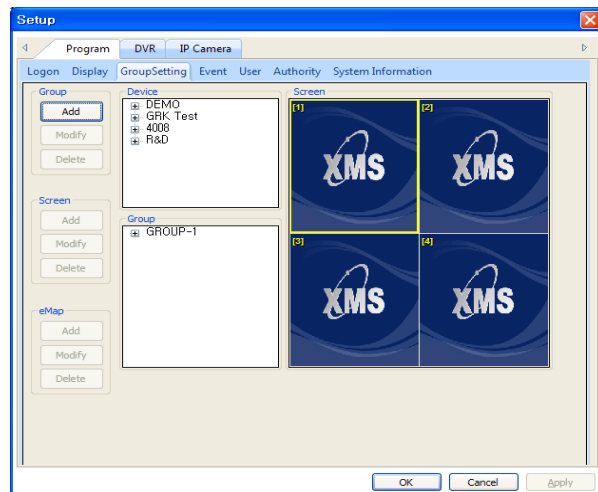 Setup
Program DVR IP Camera
Logon Display GroupSetting Event User Authority System Information
Group
Add
Modify
Delete
Screen
Add
Modify
Delete
eMap
Add
Modify
Delete
Device
DEMO
GRK Test
4008
R&D
Group
GROUP-1
Screen
[1] [2]
XMS XMS
[3] [4]
XMS XMS
OK Cancel Apply